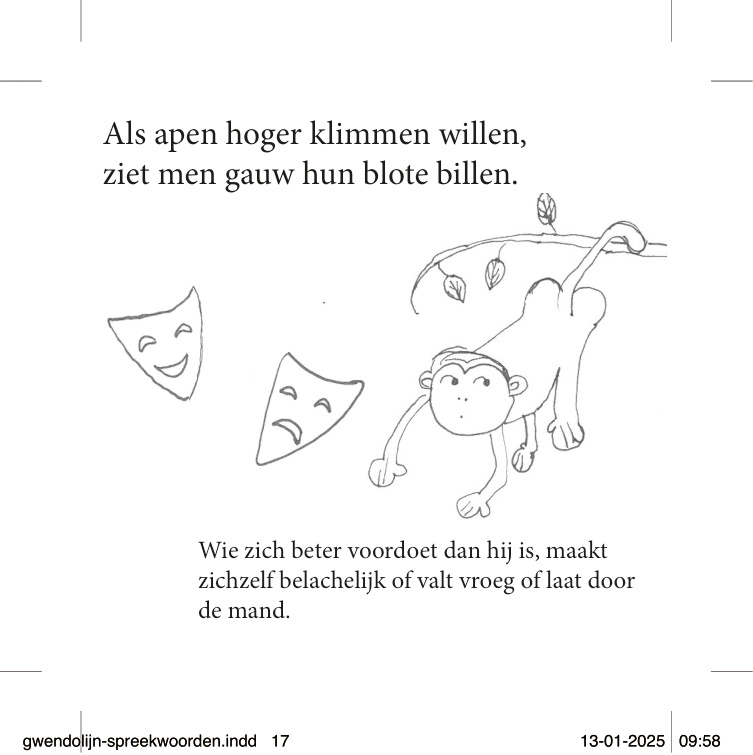 Als apen hoger klimmen willen,
ziet men gauw hun blote billen.
Wie zich beter voordoet dan hij is, maakt
zichzelf belachelijk of valt vroeg of laat door
de mand.
gwendolijn-spreekwoorden.indd 17 13-01-2025 09:58